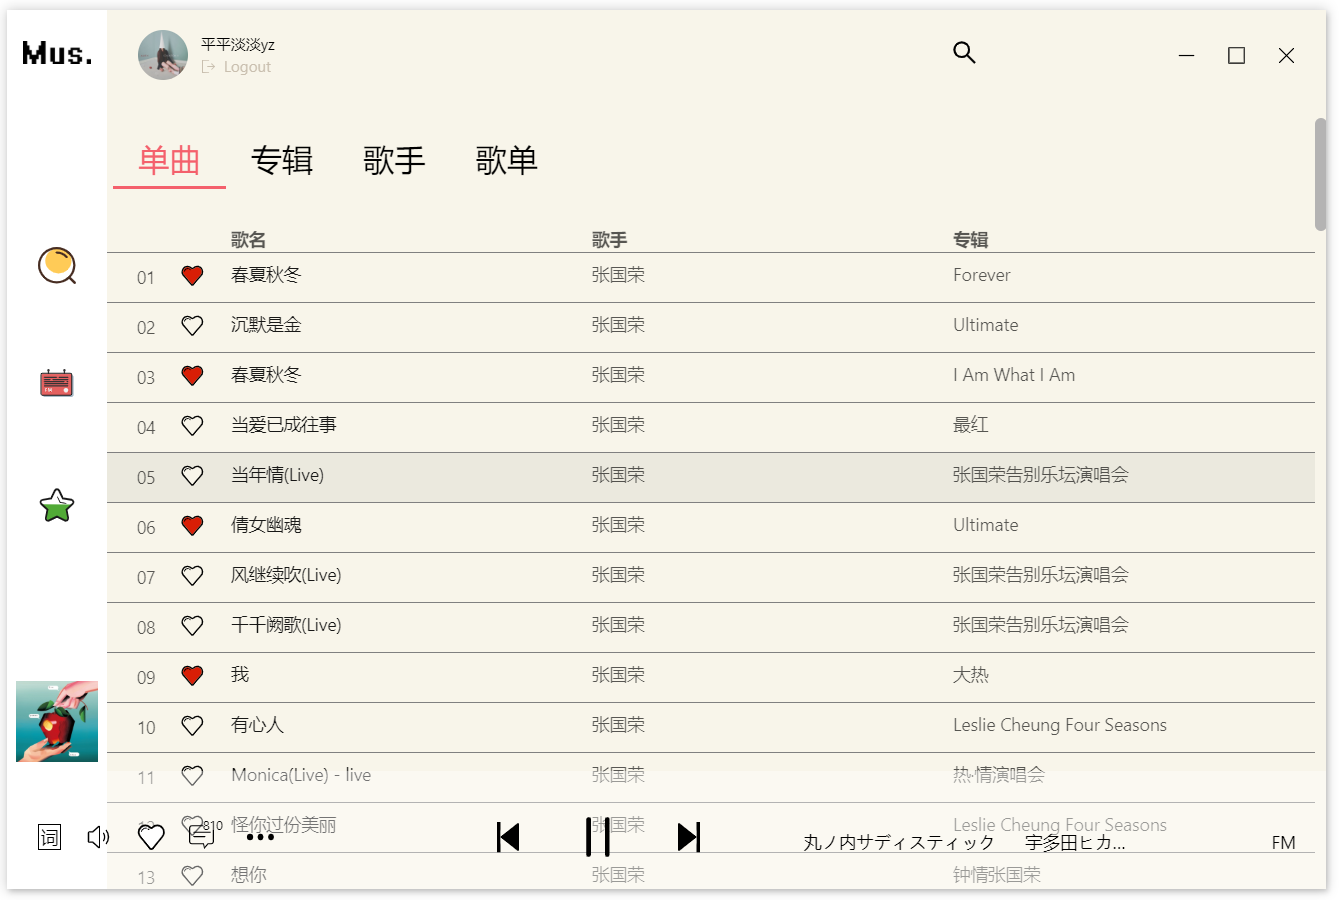 Mus.
平平淡淡yz
Logout
单曲 专辑 歌手 歌单
歌名 歌手 专辑
01 春夏秋冬 张国荣 Forever
02 沉默是金 张国荣 Ultimate
03 春夏秋冬 张国荣 I Am What I Am
04 当爱已成往事 张国荣 最红
05 当年情(Live) 张国荣 张国荣告别乐坛演唱会
06 倩女幽魂 张国荣 Ultimate
07 风继续吹(Live) 张国荣 张国荣告别乐坛演唱会
08 千千阙歌(Live) 张国荣 张国荣告别乐坛演唱会
09 我 张国荣 大热
10 有心人 张国荣 Leslie Cheung Four Seasons
11 Monica(Live) - live 张国荣 热·情演唱会
12 怪你过份美丽 张国荣 Leslie Cheung Four Seasons
词 810 丸ノ内サディスティック 宇多田ヒカ... FM
13 想你 张国荣 钟情张国荣